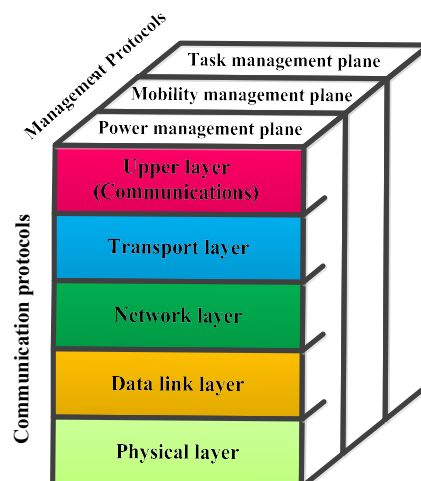 Management Protocols
Task management plane
Mobility management plane
Power management plane
Upper layer
(Communications)
Transport layer
Network layer
Data link layer
Physical layer
Communication protocols